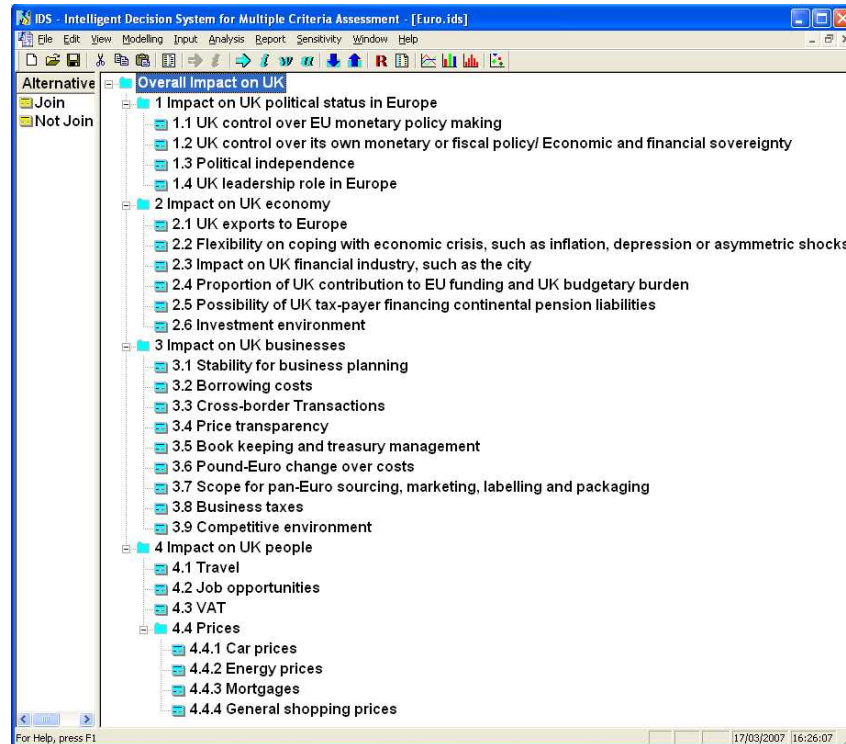 IDS - Intelligent Decision System for Multiple Criteria Assessment - [Euro.ids]
File Edit View Modelling Input Analysis Report Sensitivity Window Help
Alternative
Join
Not Join
Overall Impact on UK
1 Impact on UK political status in Europe
1.1 UK control over EU monetary policy making
1.2 UK control over its own monetary or fiscal policy/ Economic and financial sovereignty
1.3 Political independence
1.4 UK leadership role in Europe
2 Impact on UK economy
2.1 UK exports to Europe
2.2 Flexibility on coping with economic crisis, such as inflation, depression or asymmetric shocks
2.3 Impact on UK financial industry, such as the city
2.4 Proportion of UK contribution to EU funding and UK budgetary burden
2.5 Possibility of UK tax-payer financing continental pension liabilities
2.6 Investment environment
3 Impact on UK businesses
3.1 Stability for business planning
3.2 Borrowing costs
3.3 Cross-border Transactions
3.4 Price transparency
3.5 Book keeping and treasury management
3.6 Pound-Euro change over costs
3.7 Scope for pan-Euro sourcing, marketing, labelling and packaging
3.8 Business taxes
3.9 Competitive environment
4 Impact on UK people
4.1 Travel
4.2 Job opportunities
4.3 VAT
4.4 Prices
4.4.1 Car prices
4.4.2 Energy prices
4.4.3 Mortgages
4.4.4 General shopping prices
For Help, press F1
17/03/2007 16:26:07